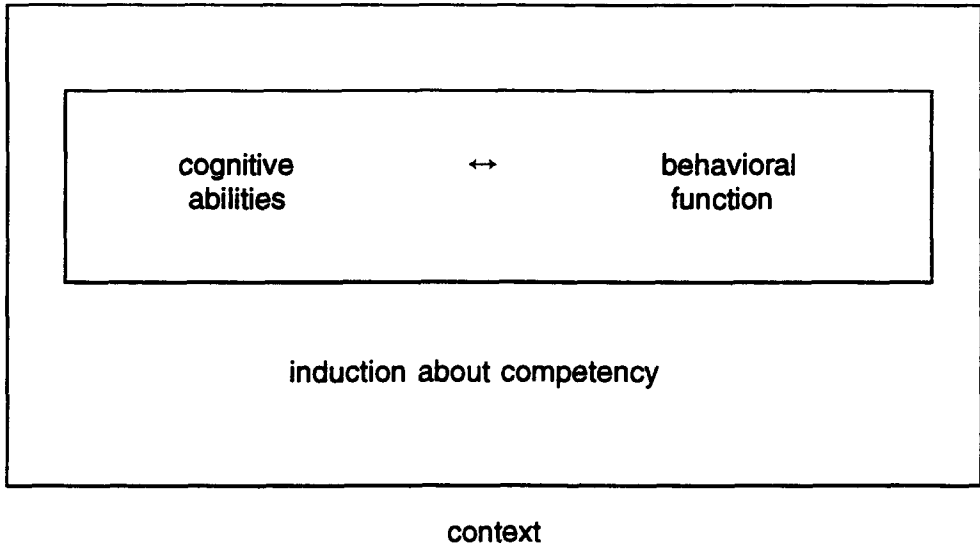 cognitive ↔ behavioral
abilities function
induction about competency
context